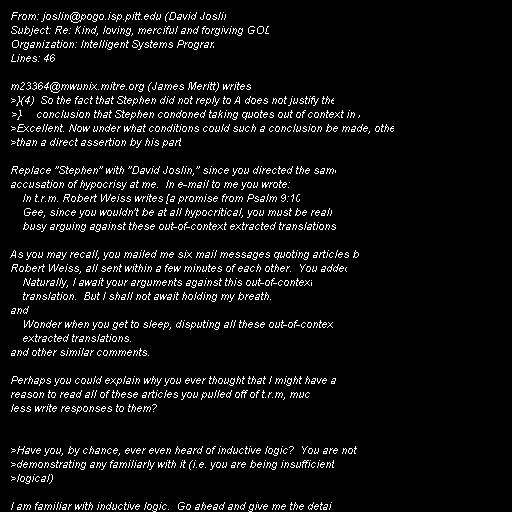 From: joslin@pogo.isp.pitt.edu (David Joslin
Subject: Re: Kind, loving, merciful and forgiving GOD
Organization: Intelligent Systems Program
Lines: 46

m23364@mwunix.mitre.org (James Meritt) writes
>}(4)  So the fact that Stephen did not reply to A does not justify the
>}     conclusion that Stephen condoned taking quotes out of context in
>Excellent. Now under what conditions could such a conclusion be made, othe
>than a direct assertion by his part

Replace "Stephen" with "David Joslin," since you directed the same
accusation of hypocrisy at me.  In e-mail to me you wrote:
    In t.r.m. Robert Weiss writes [a promise from Psalm 9:10
    Gee, since you wouldn't be at all hypocritical, you must be reall
    busy arguing against these out-of-context extracted translations

As you may recall, you mailed me six mail messages quoting articles b
Robert Weiss, all sent within a few minutes of each other.  You added
    Naturally, I await your arguments against this out-of-context
    translation.  But I shall not await holding my breath.
and
    Wonder when you get to sleep, disputing all these out-of-contex
    extracted translations.
and other similar comments.

Perhaps you could explain why you ever thought that I might have a
reason to read all of these articles you pulled off of t.r.m, muc
less write responses to them?

>Have you, by chance, ever even heard of inductive logic?  You are not
>demonstrating any familiarly with it (i.e. you are being insufficient
>logical)

I am familiar with inductive logic.  Go ahead and give me the detai